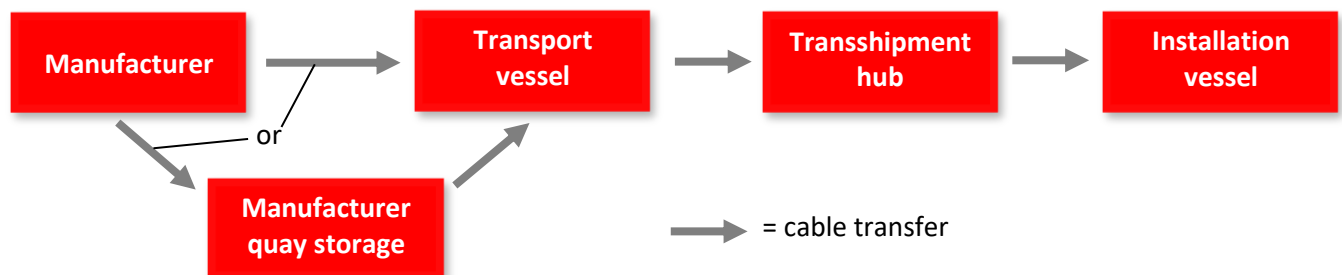 Manufacturer
Transport
vessel
Transshipment
hub
Installation
vessel
or
Manufacturer
quay storage
= cable transfer